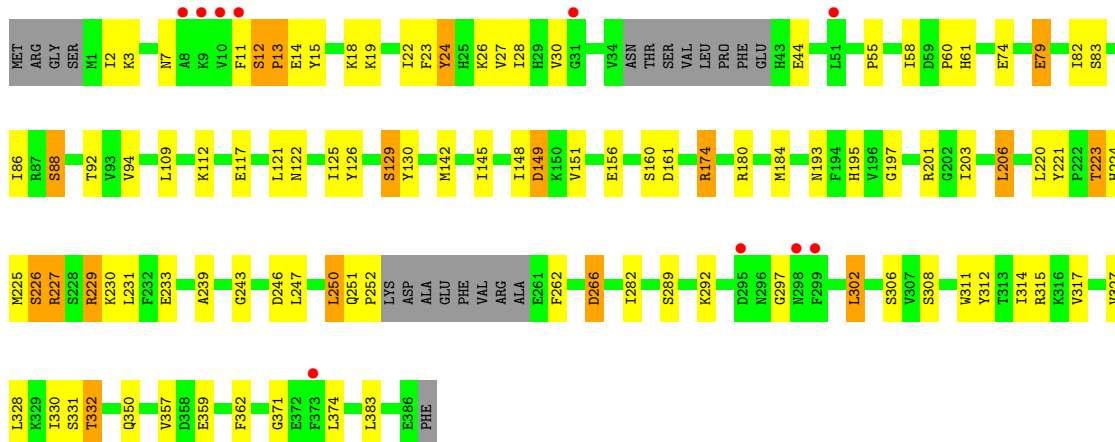 MET ARG GLY SER M1 I2 K3 N7 A8 K9 V10 F11 S12 P13 E14 Y15 K18 K19 I22 F23 Y24 H25 K26 V27 I28 H29 V30 G31 V34 ASN THR SER VAL LEU PRO PHE GLU H43 E44 L51 P55 I58 D59 P60 H61 E74 E79 I82 S83
I86 R87 S88 T92 V93 V94 L109 K112 E117 L121 N122 I125 Y126 S129 Y130 M142 I145 I148 D149 K150 V151 E156 S160 D161 R174 R180 M184 N193 F194 H195 V196 G197 R201 G202 I203 L206 L220 Y221 P222 T223 H224
M225 S226 R227 S228 R229 K230 L231 F232 E233 A239 G243 D246 L247 L250 Q251 P252 LYS ASP ALA GLU PHE VAL ARG ALA E261 F262 D266 I282 S289 K292 D295 N296 G297 N298 F299 L302 S306 V307 S308 W311 Y312 T313 I314 R315 K316 V317 V327
L328 K329 I330 S331 T332 Q350 V357 D358 E359 F362 G371 E372 F373 L374 L383 E386 PHE